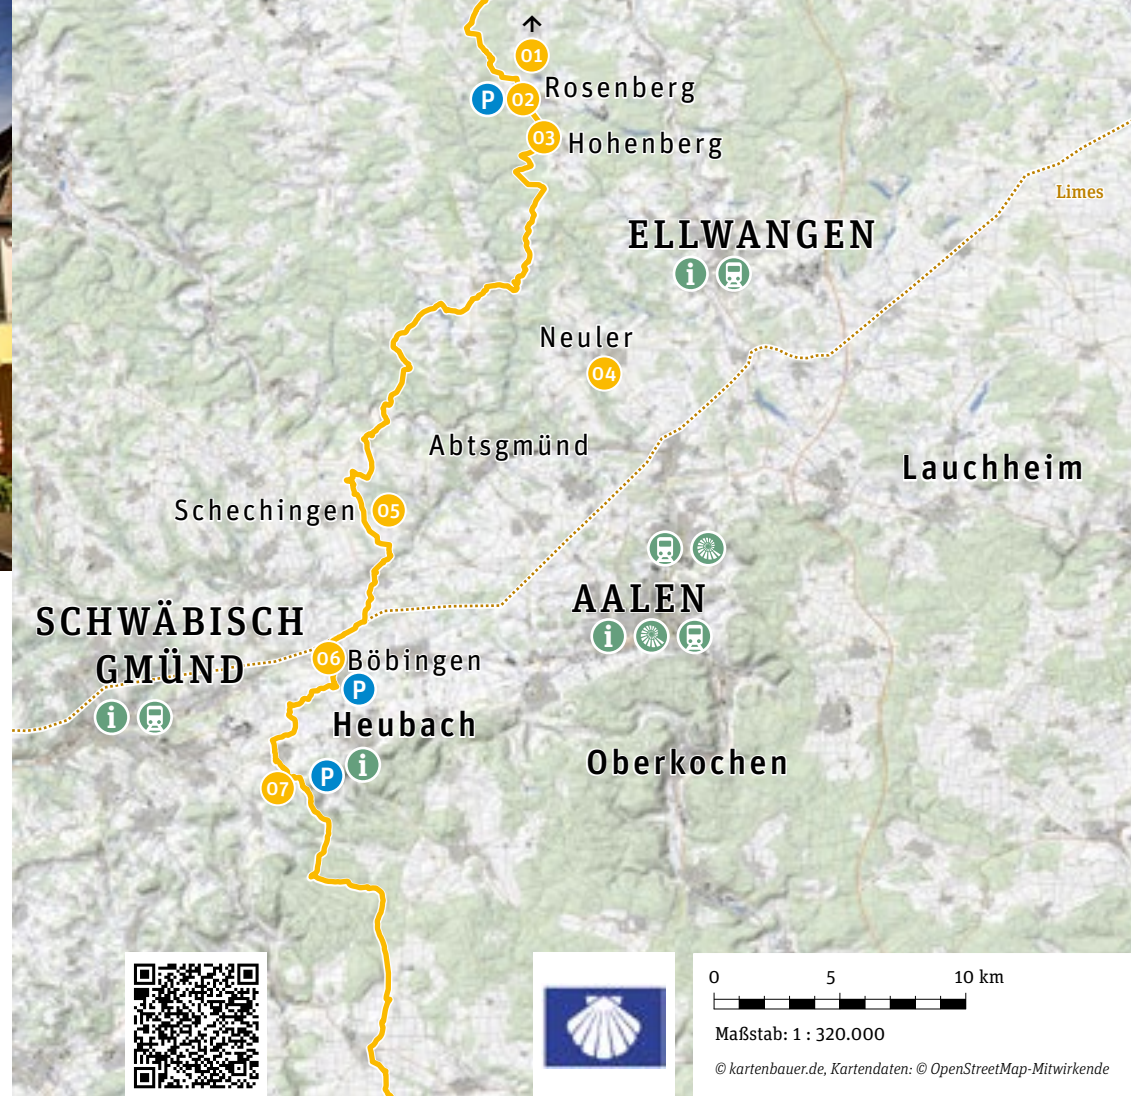 01
P
02
Rosenberg
03
Hohenberg
Limes
ELLWANGEN
i
Neuler
04
Abtsgmünd
Lauchheim
Schechingen
05
AALEN
i
SCHWÄBISCH
GMÜND
i
06
Böbingen
P
Heubach
07
P
i
Oberkochen
0 5 10 km
Maßstab: 1 : 320.000
© kartenbauer.de, Kartendaten: © OpenStreetMap-Mitwirkende